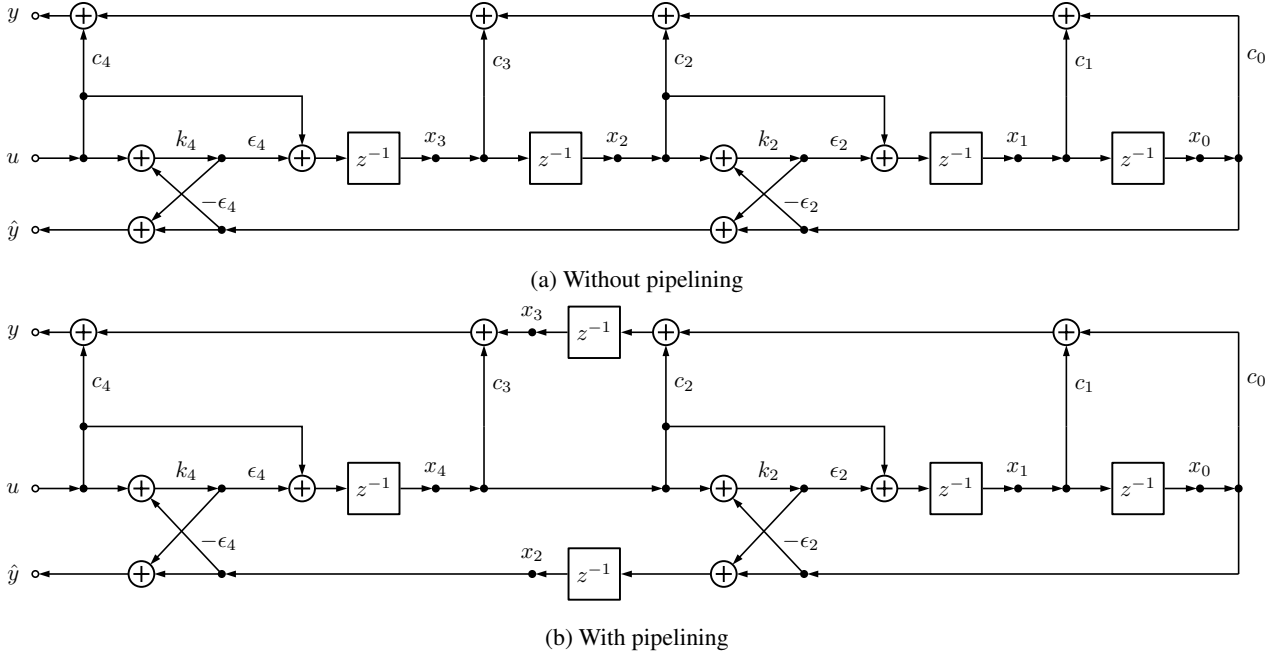 y
c₄ c₃ c₂ c₁ c₀
u k₄ ϵ₄ z⁻¹ x₃ z⁻¹ x₂ k₂ ϵ₂ z⁻¹ x₁ z⁻¹ x₀
−ϵ₄ −ϵ₂
ŷ
(a) Without pipelining
y x₃ z⁻¹
c₄ c₃ c₂ c₁ c₀
u k₄ ϵ₄ z⁻¹ x₄ k₂ ϵ₂ z⁻¹ x₁ z⁻¹ x₀
−ϵ₄ −ϵ₂
ŷ x₂ z⁻¹
(b) With pipelining